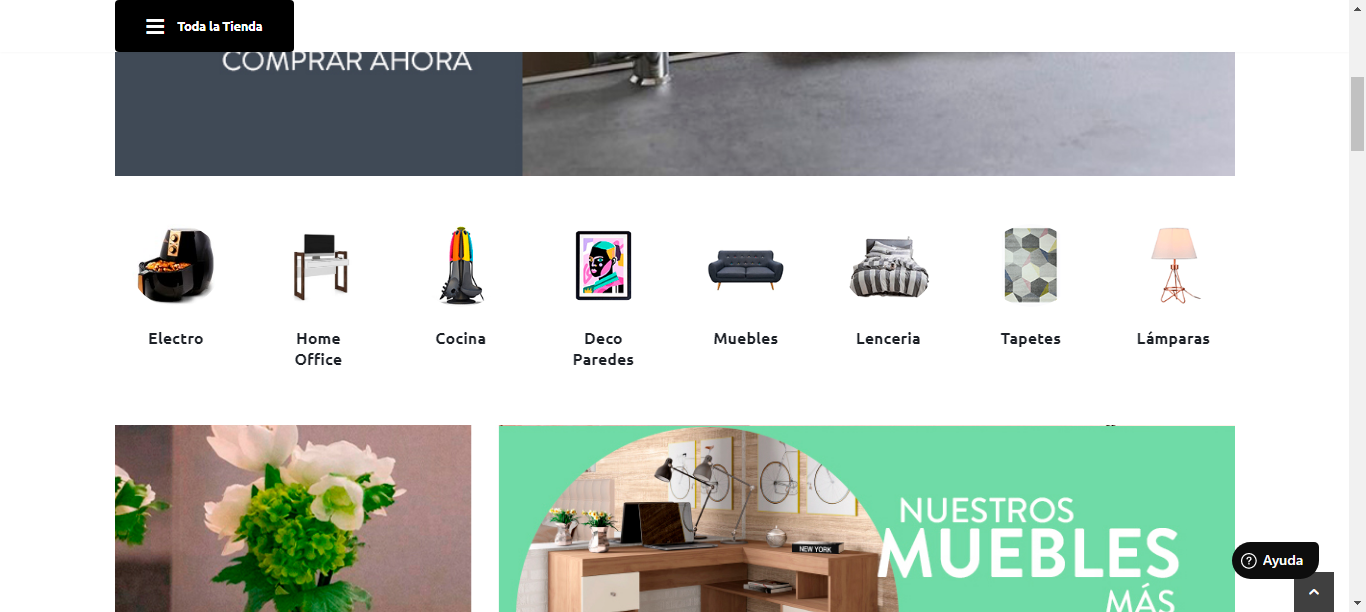 Toda la Tienda
COMPRAR AHORA
Electro
Home
Office
Cocina
Deco
Paredes
Muebles
Lenceria
Tapetes
Lámparas
NEW YORK
NUESTROS
MUEBLES
MÁS
Ayuda